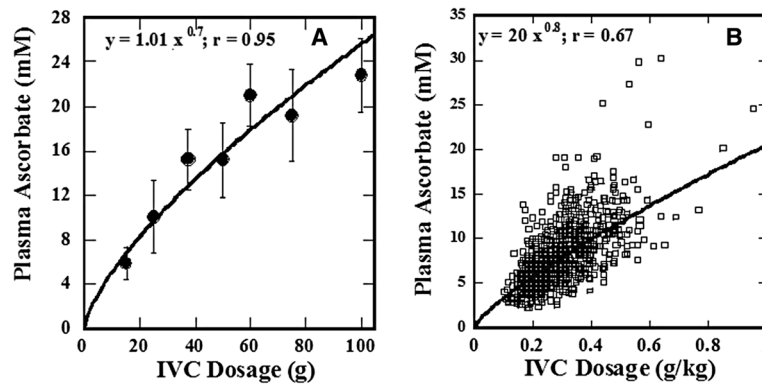 y = 1.01 x^0.7; r = 0.95
A
28
24
20
16
12
8
4
0
Plasma Ascorbate (mM)
0 20 40 60 80 100
IVC Dosage (g)
y = 20 x^0.8; r = 0.67
B
35
30
25
20
15
10
5
0
Plasma Ascorbate (mM)
0 0.2 0.4 0.6 0.8
IVC Dosage (g/kg)